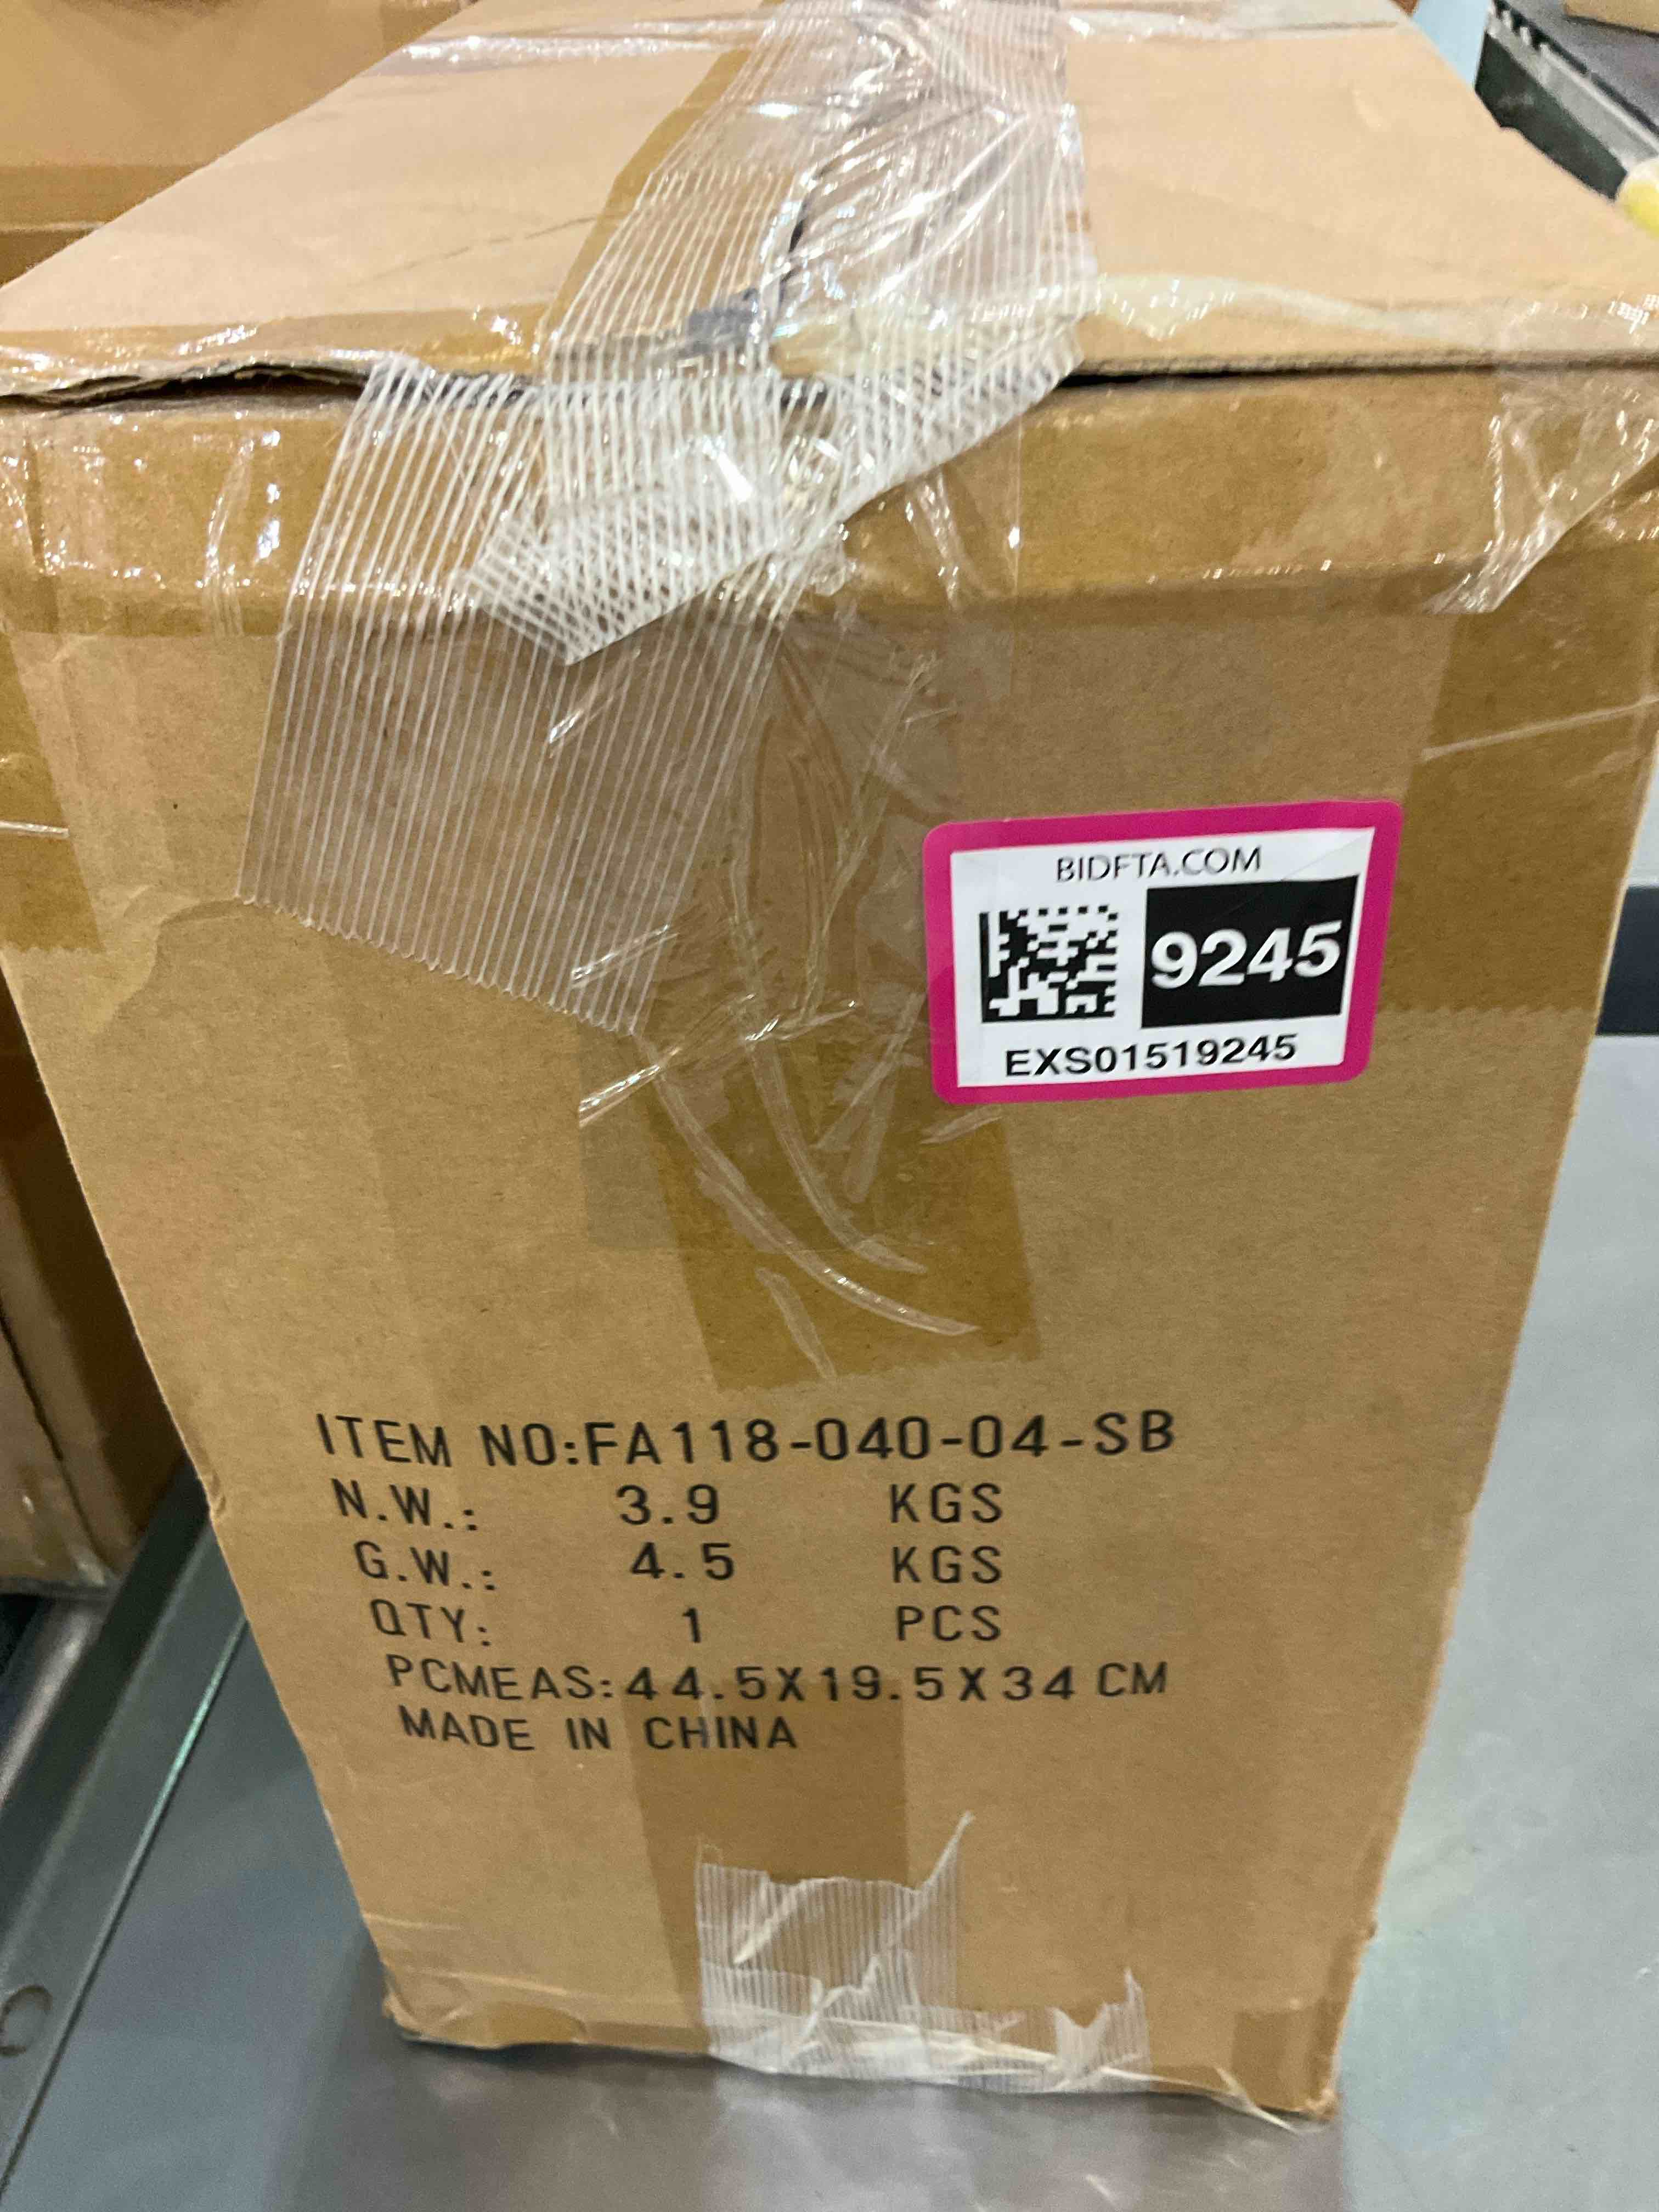 BIDFTA.COM
9245
EXS01519245
ITEM NO:FA118-040-04-SB
N.W.: 3.9 KGS
G.W.: 4.5 KGS
QTY: 1 PCS
PCMEAS:44.5X19.5X34 CM
MADE IN CHINA